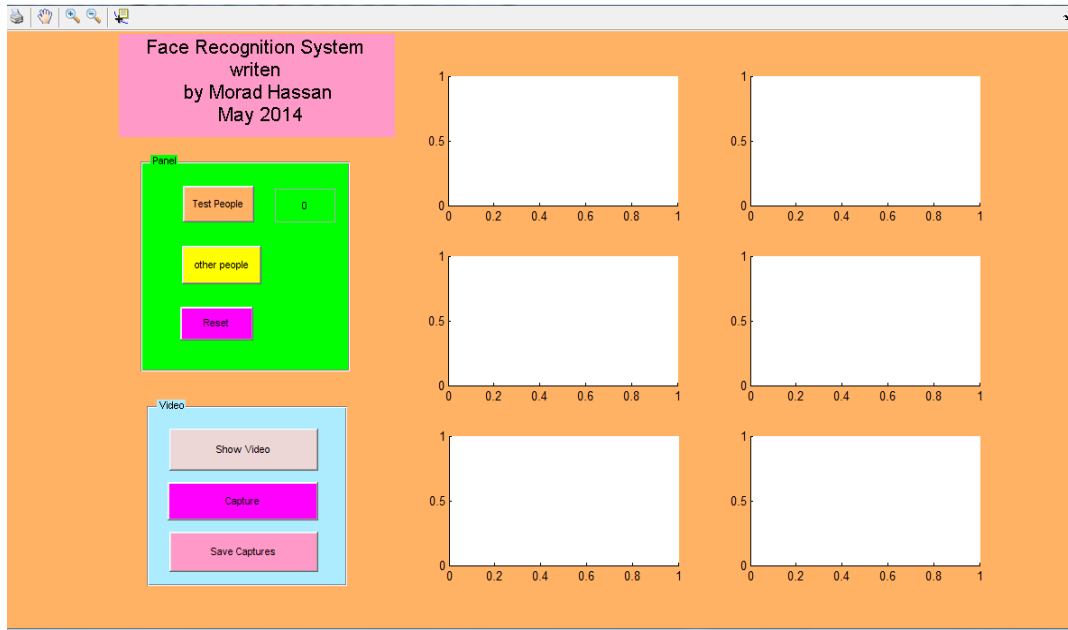 Face Recognition System
writen
by Morad Hassan
May 2014
Panel
Test People 0
other people
Reset
Video
Show Video
Capture
Save Captures
1
0.5
0
0 0.2 0.4 0.6 0.8 1
1
0.5
0
0 0.2 0.4 0.6 0.8 1
1
0.5
0
0 0.2 0.4 0.6 0.8 1
1
0.5
0
0 0.2 0.4 0.6 0.8 1
1
0.5
0
0 0.2 0.4 0.6 0.8 1
1
0.5
0
0 0.2 0.4 0.6 0.8 1